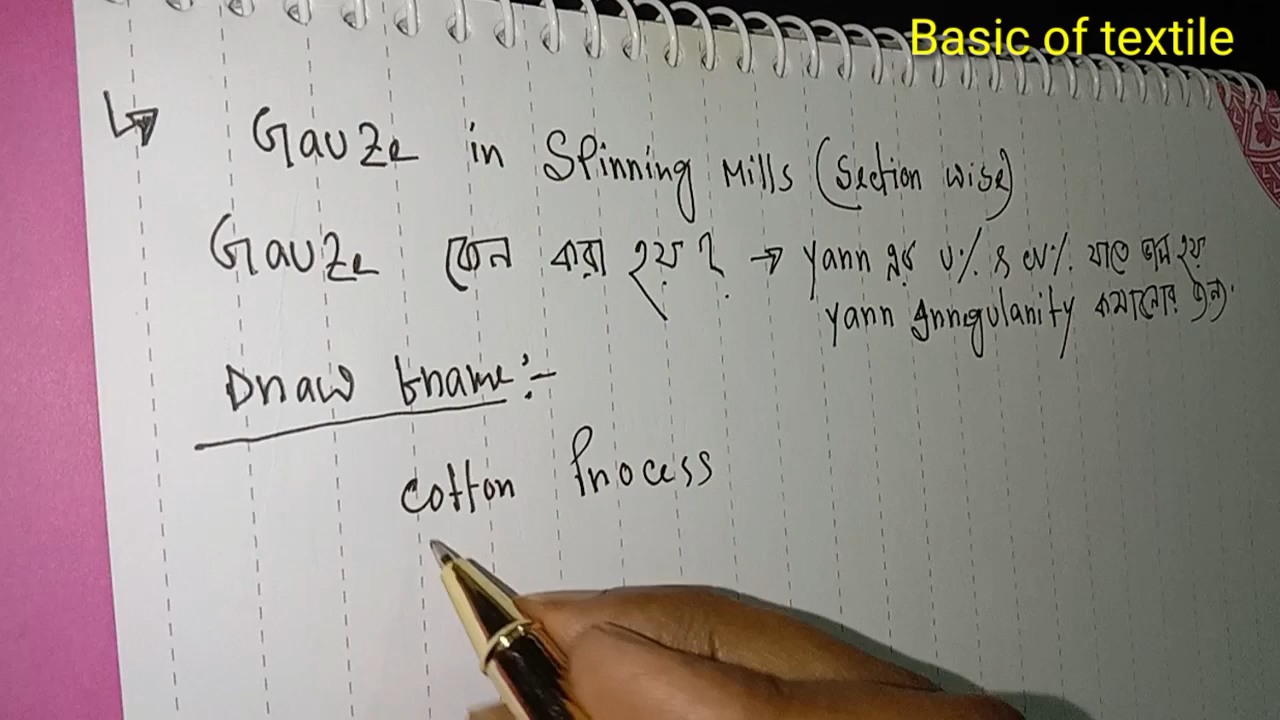 Basic of textile
↳ Gauze in Spinning Mills (Section wise)
Gauze কেন করা হয় ? → Yarn এর U% & CV% যাতে ভাল হয়
Yarn Irregularity কমানোর জন্য।
Draw frame :-
Cotton Process